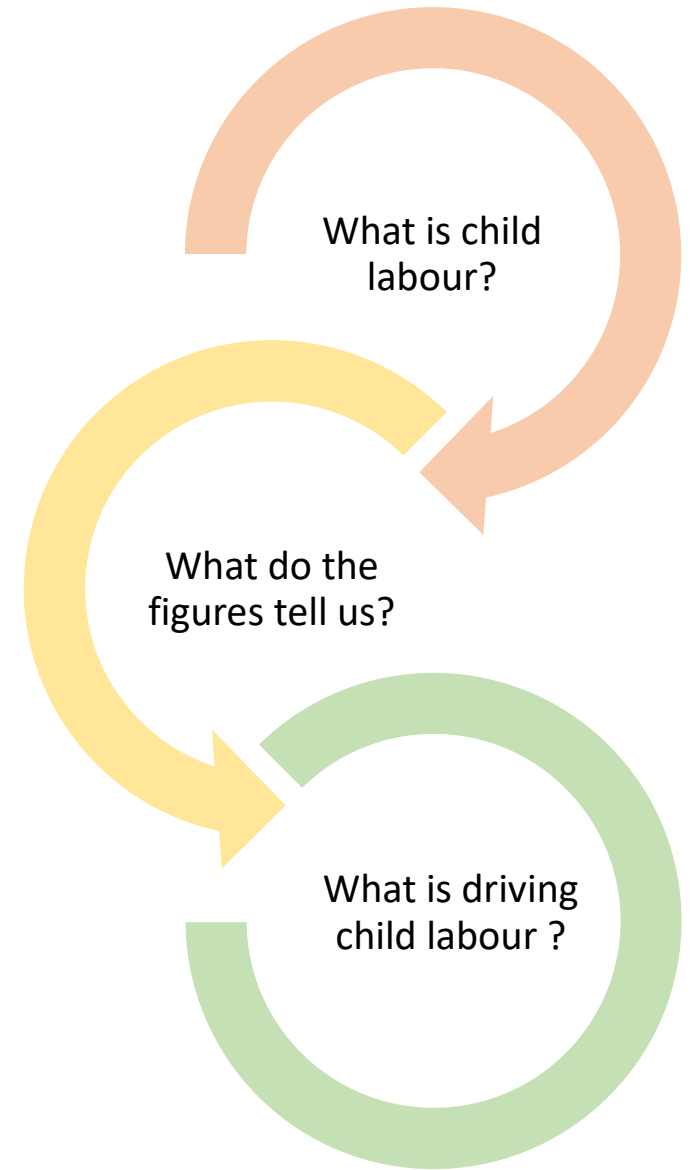 What is child
labour?
What do the
figures tell us?
What is driving
child labour ?